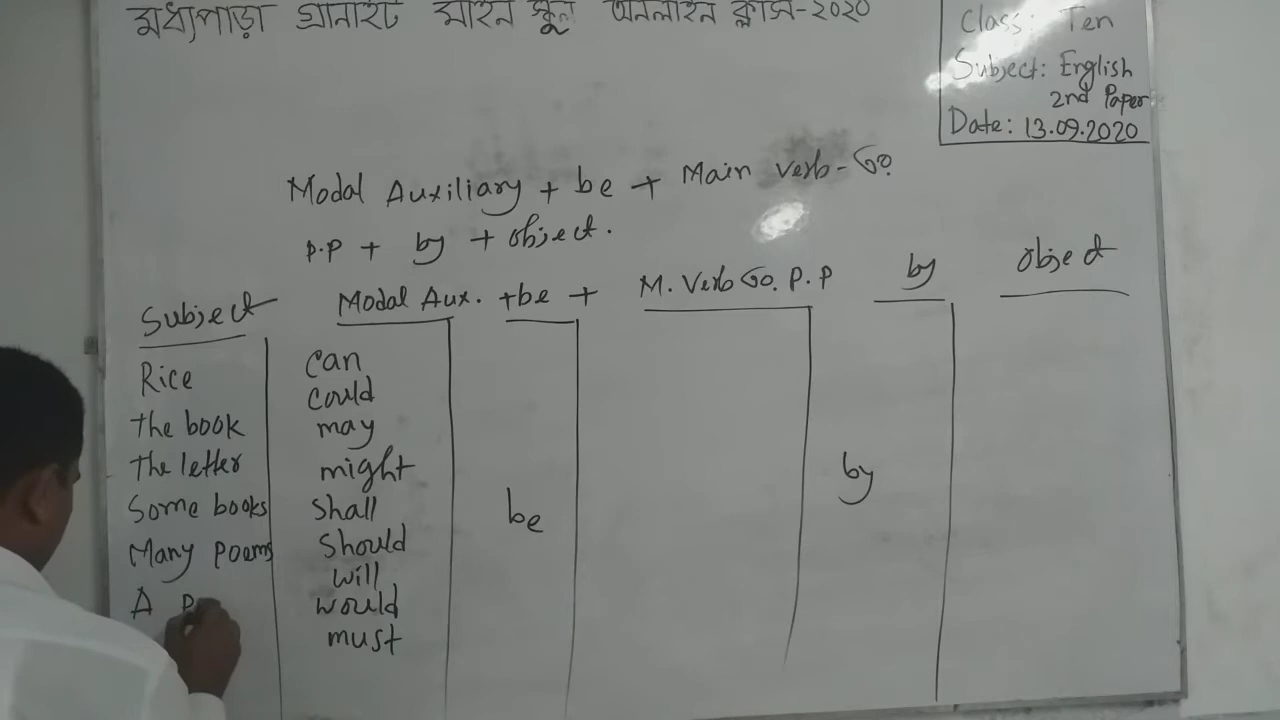 মধ্যপাড়া গ্রানাইট মাইন স্কুল অনলাইন ক্লাস-২০২০
Class: Ten
Subject: English
2nd Paper
Date: 13.09.2020
Modal Auxiliary + be + Main verb-এর
P.P + by + object.
Subject Modal Aux. + be + M. Verb এর P.P by object
Rice can
could
the book may
the letter might
Some books shall be by
Many poems should
will
A P would
must